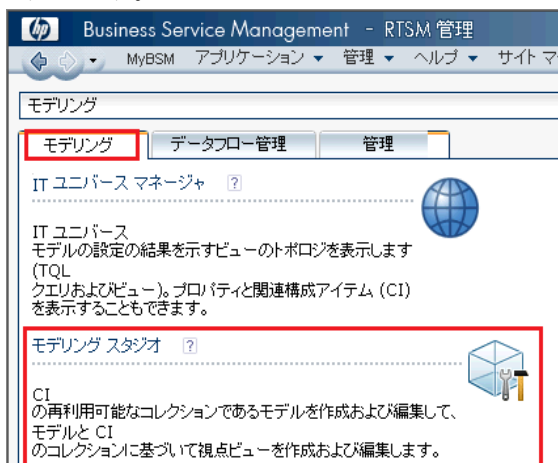 hp Business Service Management - RTSM 管理
MyBSM アプリケーション ▼ 管理 ▼ ヘルプ ▼ サイト マ
モデリング
モデリング データフロー管理 管理
IT ユニバース マネージャ ?
IT ユニバース
モデルの設定の結果を示すビューのトポロジを表示します
(TQL
クエリおよびビュー)。プロパティと関連構成アイテム (CI)
を表示することもできます。
モデリング スタジオ ?
CI
の再利用可能なコレクションであるモデルを作成および編集して、
モデルと CI
のコレクションに基づいて視点ビューを作成および編集します。